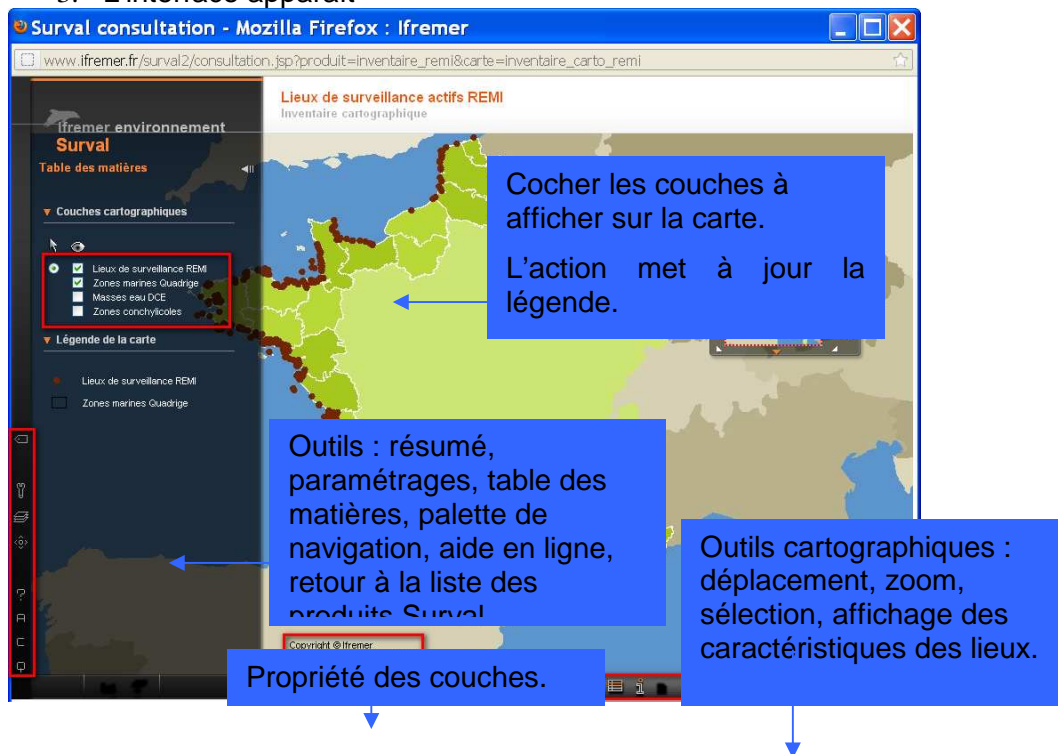 L'interface apparaît
Surval consultation - Mozilla Firefox : Ifremer
www.ifremer.fr/surval2/consultation.jsp?produit=inventaire_remi&carte=inventaire_carto_remi
Lieux de surveillance actifs REMI
Inventaire cartographique
ifremer environnement
Surval
Table des matières
Couches cartographiques
Lieux de surveillance REMI
Zones marines Quadrige
Masses eau DCE
Zones conchylicoles
Légende de la carte
Lieux de surveillance REMI
Zones marines Quadrige
Cocher les couches à
afficher sur la carte.
L'action met à jour la
légende.
Outils : résumé,
paramétrages, table des
matières, palette de
navigation, aide en ligne,
retour à la liste des
produits Surval
Outils cartographiques :
déplacement, zoom,
sélection, affichage des
caractéristiques des lieux.
Copyright © Ifremer
Propriété des couches.